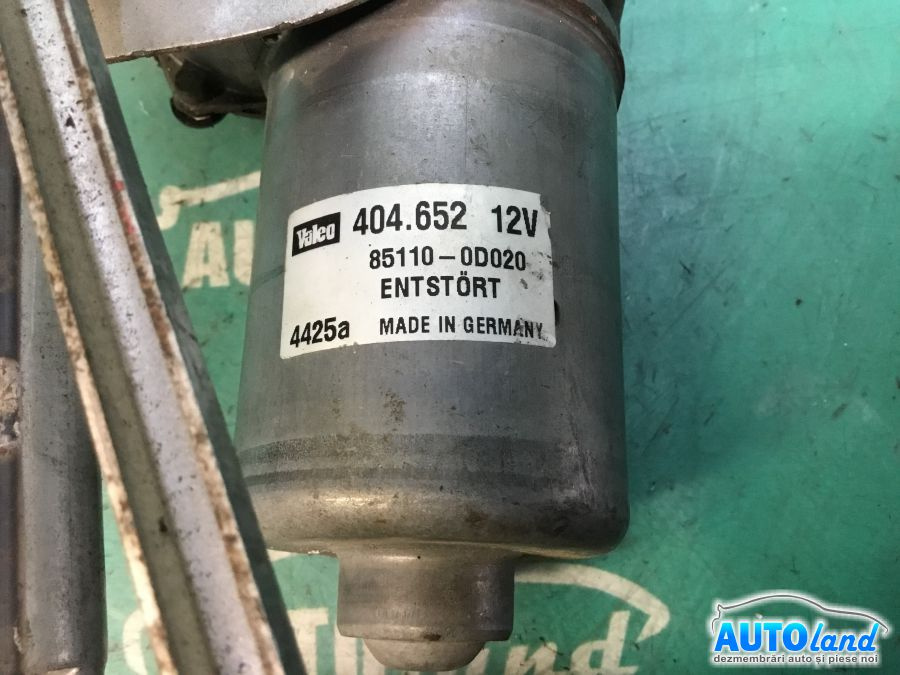 Valeo 404.652 12V
85110-0D020
ENTSTÖRT
4425a MADE IN GERMANY
AUTOland
dezmembrări auto și piese noi